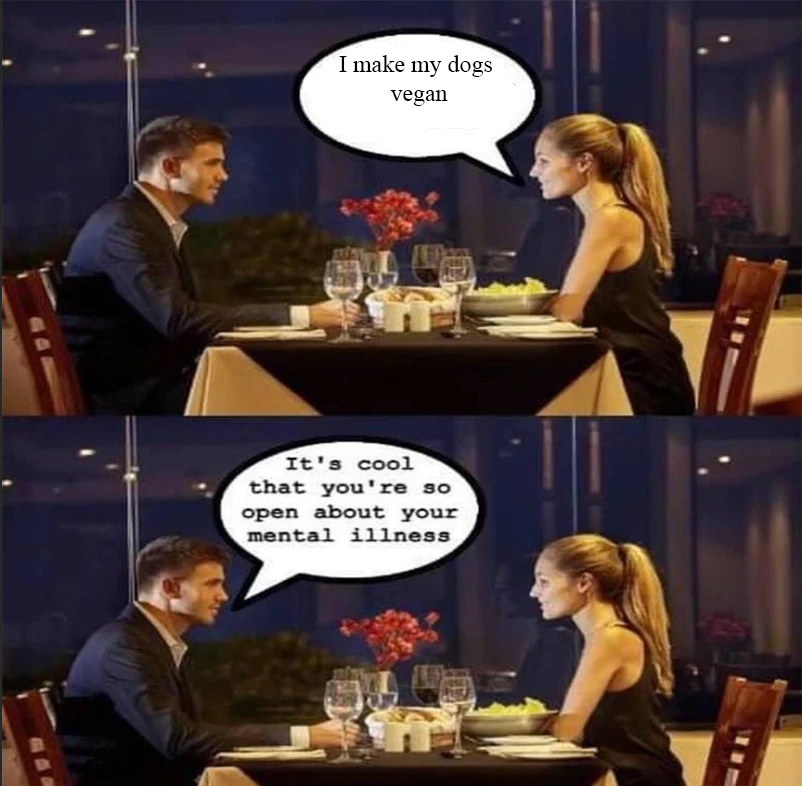 I make my dogs
vegan
It's cool
that you're so
open about your
mental illness